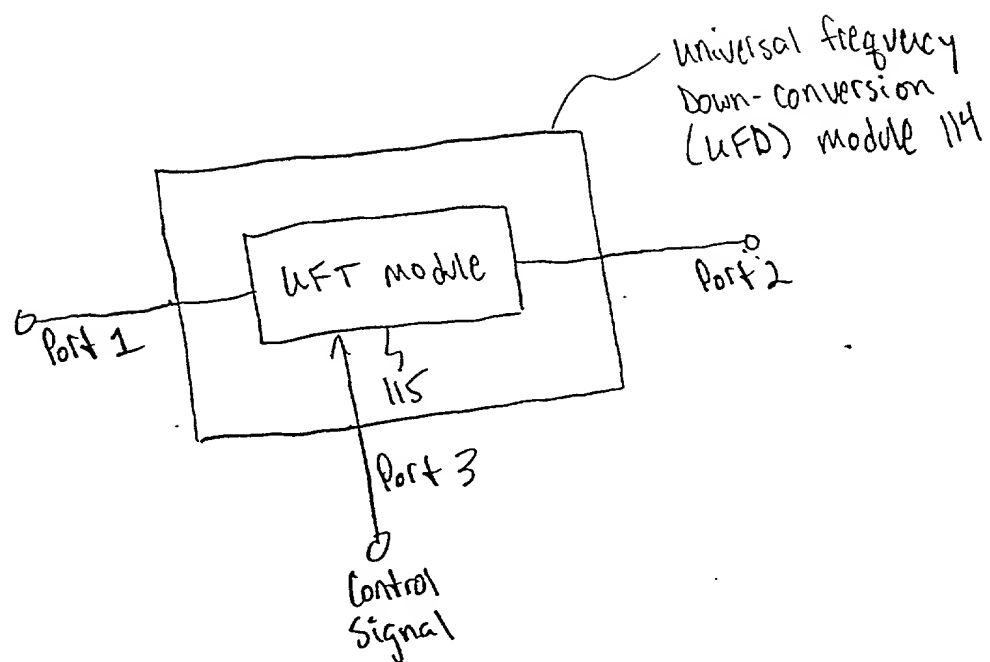 Universal frequency
Down-conversion
(UFD) module 114
UFT module
Port 2
Port 1
115
Port 3
Control
Signal